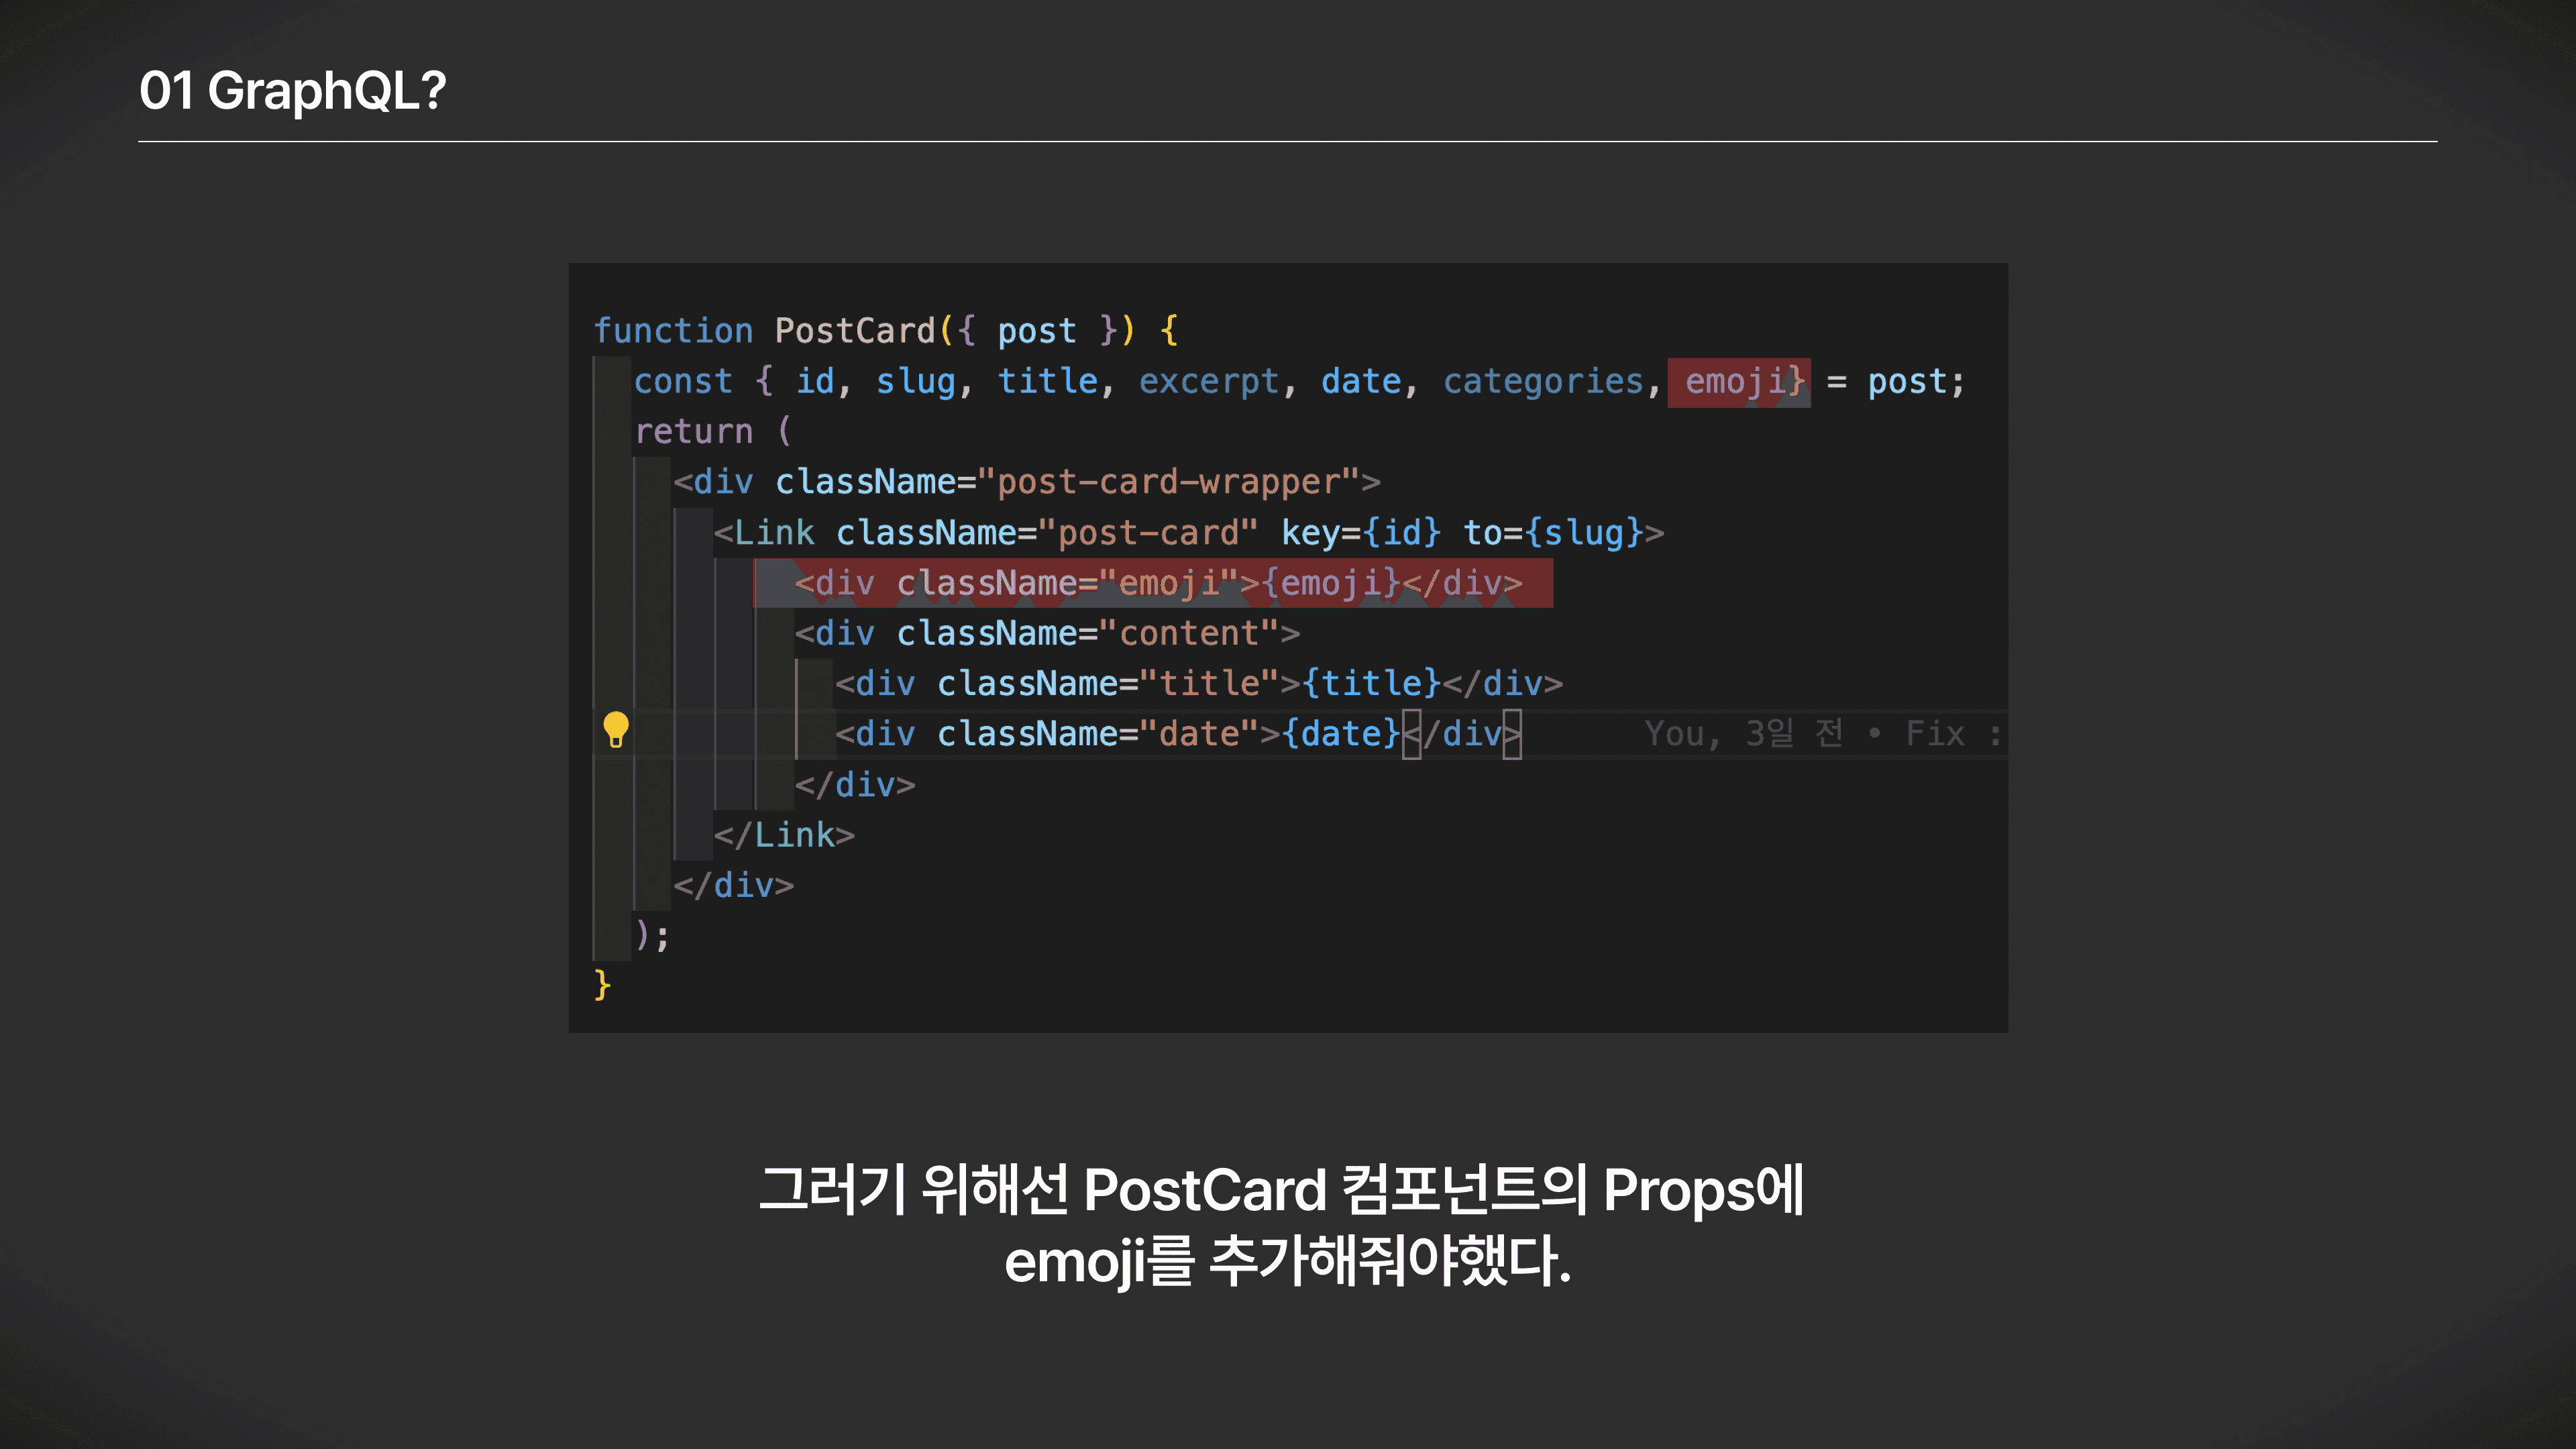 01 GraphQL?
function PostCard({ post }) {
const { id, slug, title, excerpt, date, categories, emoji} = post;
return (
<div className="post-card-wrapper">
<Link className="post-card" key={id} to={slug}>
<div className="emoji">{emoji}</div>
<div className="content">
<div className="title">{title}</div>
<div className="date">{date}</div> You, 3일 전 • Fix :
</div>
</Link>
</div>
);
}
그러기 위해선 PostCard 컴포넌트의 Props에
emoji를 추가해줘야했다.